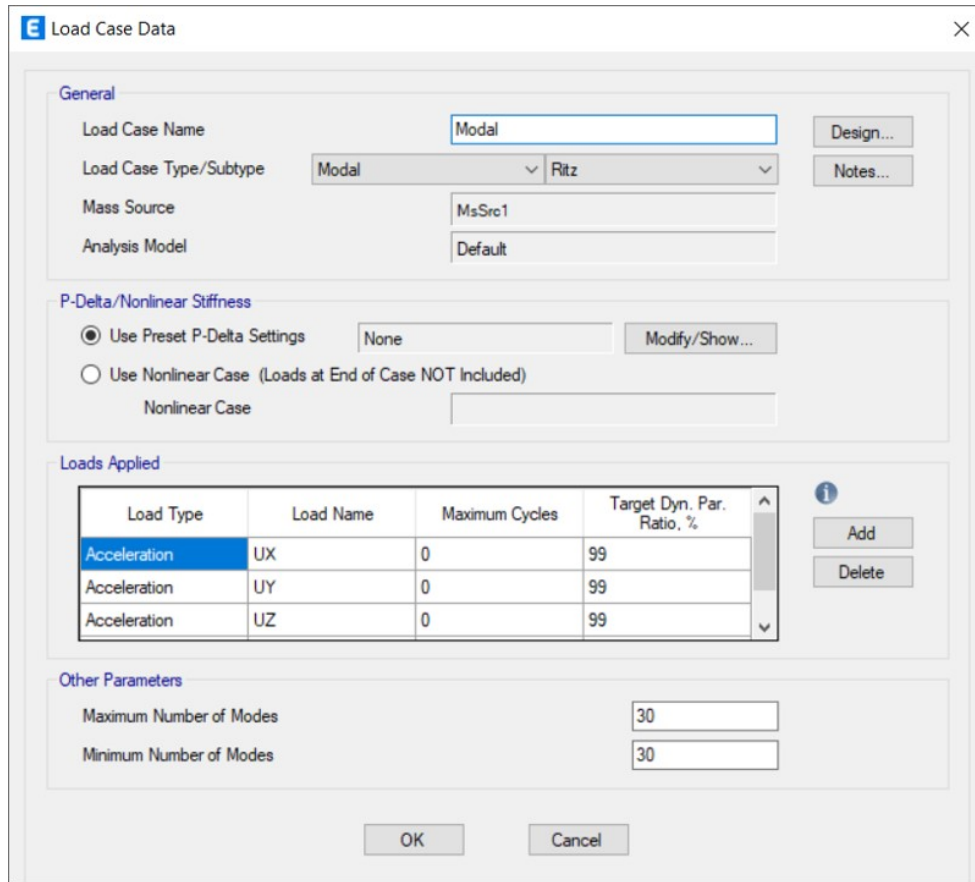 E Load Case Data
General
Load Case Name Modal Design...
Load Case Type/Subtype Modal Ritz Notes...
Mass Source MsSrc1
Analysis Model Default
P-Delta/Nonlinear Stiffness
Use Preset P-Delta Settings None Modify/Show...
Use Nonlinear Case (Loads at End of Case NOT Included)
Nonlinear Case
Loads Applied
Load Type Load Name Maximum Cycles Target Dyn. Par.
Ratio, %
Acceleration UX 0 99
Acceleration UY 0 99
Acceleration UZ 0 99
i
Add
Delete
Other Parameters
Maximum Number of Modes 30
Minimum Number of Modes 30
OK Cancel